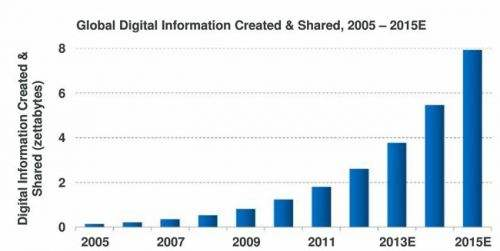 Global Digital Information Created & Shared, 2005 – 2015E
Digital Information Created &
Shared (zettabytes)
8
6
4
2
0
2005 2007 2009 2011 2013E 2015E